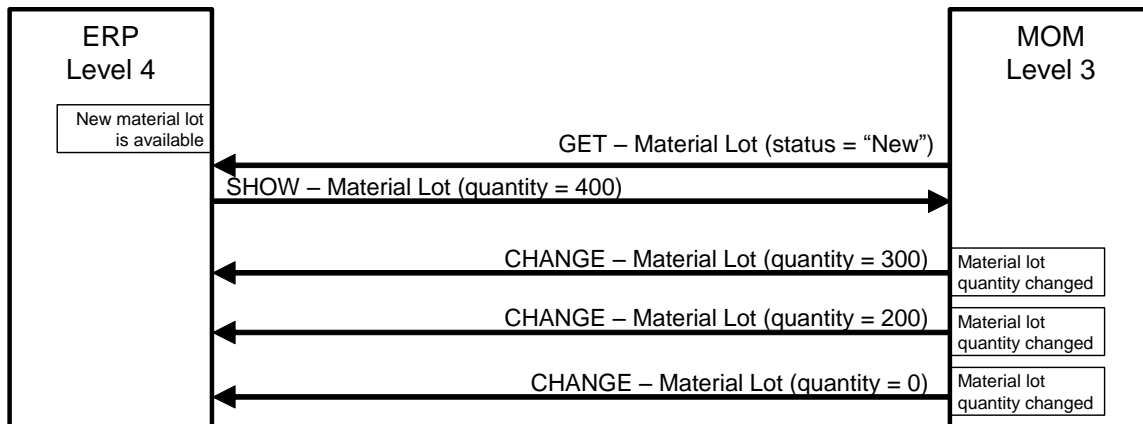 ERP
Level 4
MOM
Level 3
New material lot
is available
GET – Material Lot (status = “New”)
SHOW – Material Lot (quantity = 400)
CHANGE – Material Lot (quantity = 300)
Material lot
quantity changed
CHANGE – Material Lot (quantity = 200)
Material lot
quantity changed
CHANGE – Material Lot (quantity = 0)
Material lot
quantity changed